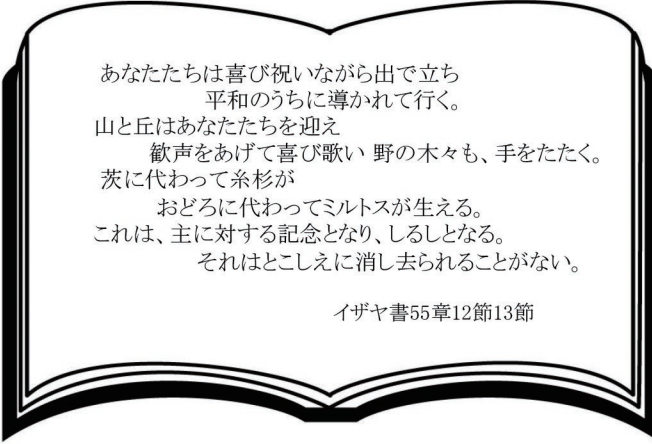 あなたたちは喜び祝いながら出で立ち
平和のうちに導かれて行く。
山と丘はあなたたちを迎え
歓声をあげて喜び歌い 野の木々も、手をたたく。
茨に代わって糸杉が
おどろに代わってミルトスが生える。
これは、主に対する記念となり、しるしとなる。
それはとこしえに消し去られることがない。
イザヤ書55章12節13節